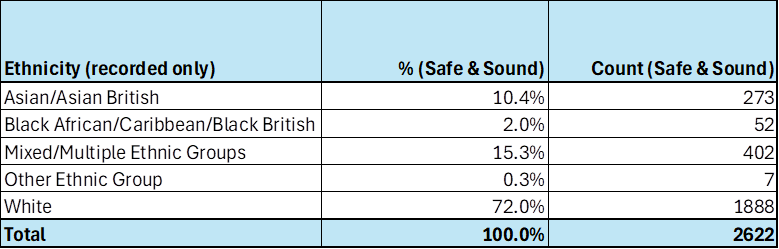 Ethnicity (recorded only) % (Safe & Sound) Count (Safe & Sound)
Asian/Asian British 10.4% 273
Black African/Caribbean/Black British 2.0% 52
Mixed/Multiple Ethnic Groups 15.3% 402
Other Ethnic Group 0.3% 7
White 72.0% 1888
Total 100.0% 2622